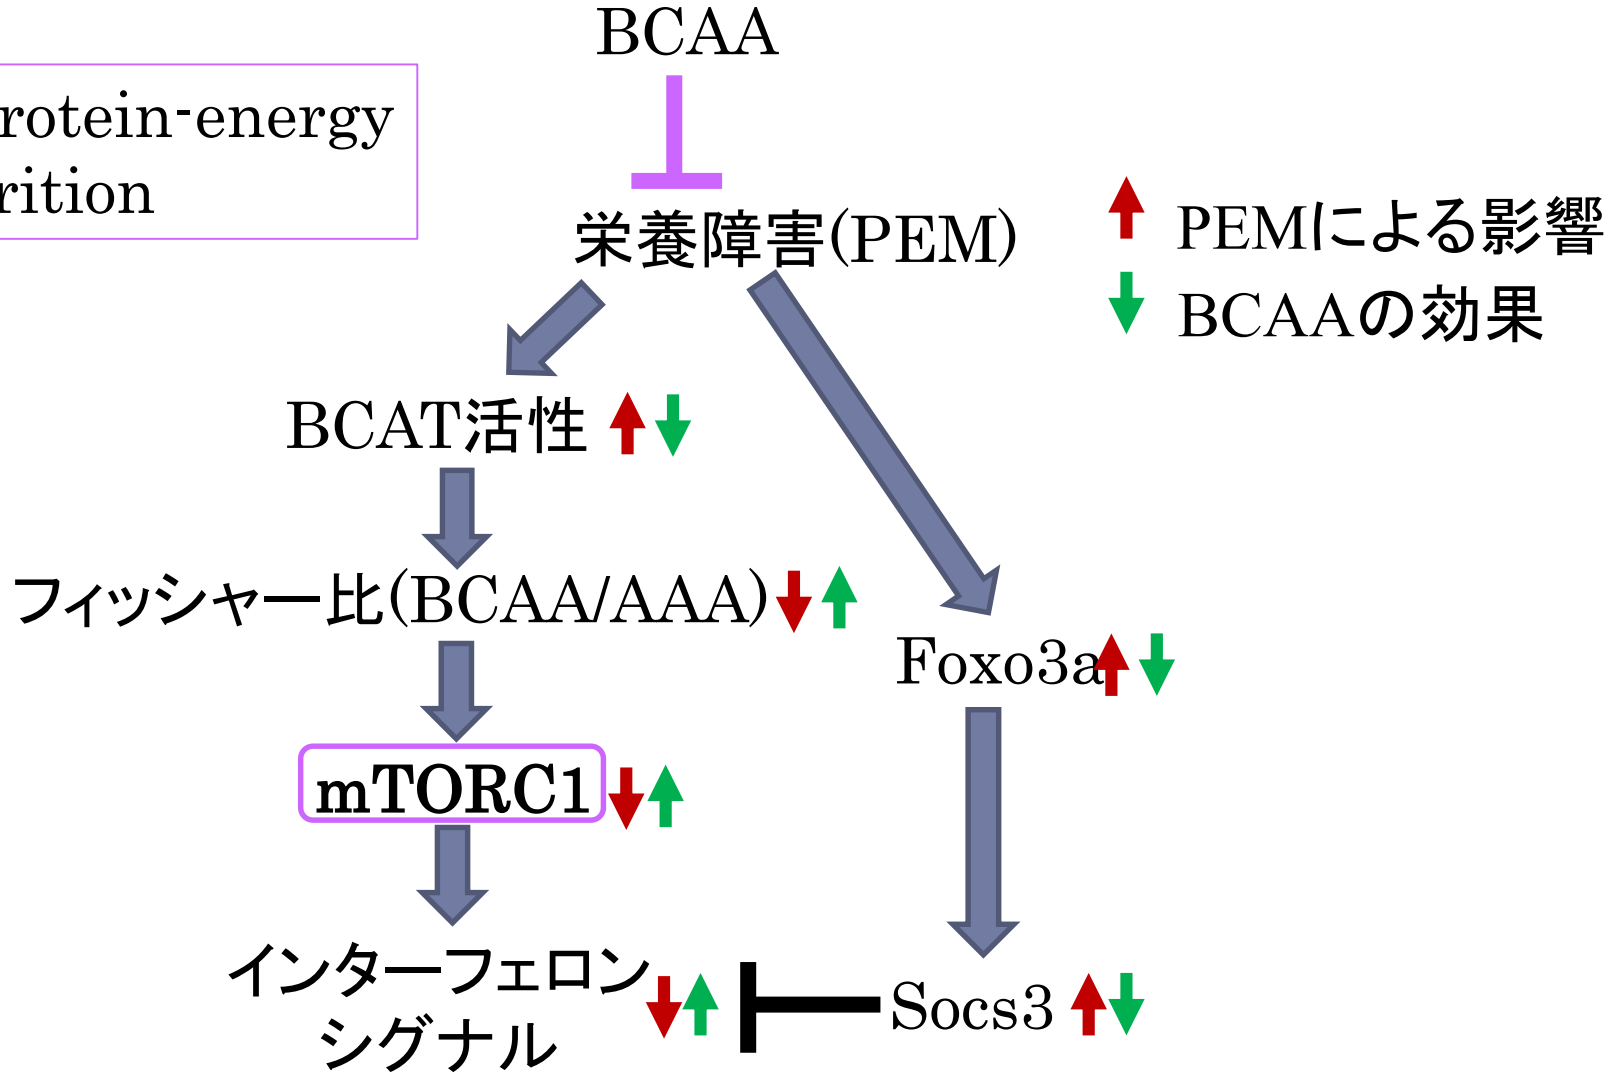 BCAA
rotein-energy
rition
栄養障害(PEM)
PEMによる影響
BCAAの効果
BCAT活性
フィッシャー比(BCAA/AAA)
Foxo3a
mTORC1
インターフェロン
シグナル
Socs3